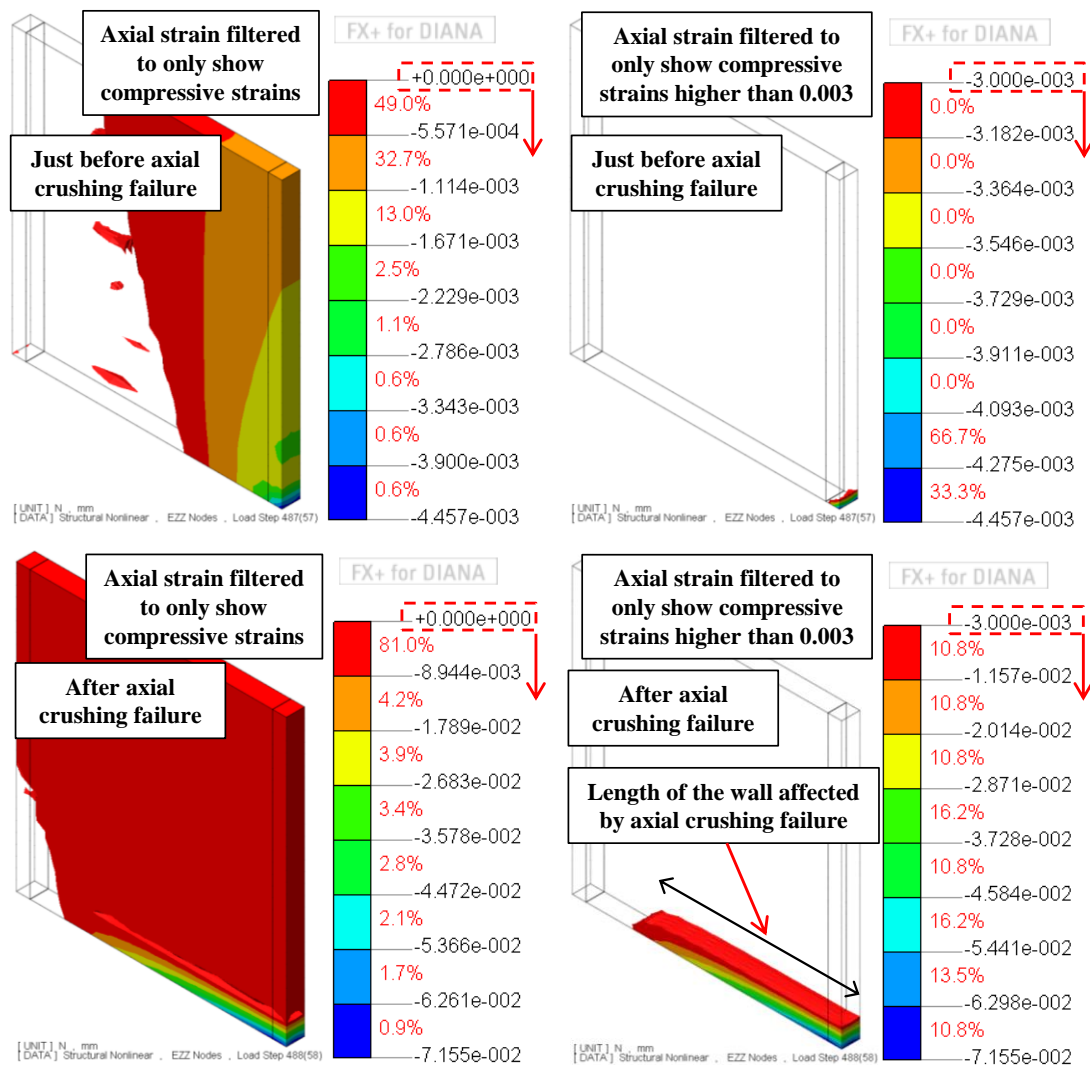 Axial strain filtered
to only show
compressive strains
Just before axial
crushing failure
FX+ for DIANA
+0.000e+000
49.0%
-5.571e-004
32.7%
-1.114e-003
13.0%
-1.671e-003
2.5%
-2.229e-003
1.1%
-2.786e-003
0.6%
-3.343e-003
0.6%
-3.900e-003
0.6%
-4.457e-003
[ UNIT ] N , mm
[ DATA ] Structural Nonlinear , EZZ Nodes , Load Step 487(57)
Axial strain filtered to
only show compressive
strains higher than 0.003
Just before axial
crushing failure
FX+ for DIANA
-3.000e-003
0.0%
-3.182e-003
0.0%
-3.364e-003
0.0%
-3.546e-003
0.0%
-3.729e-003
0.0%
-3.911e-003
0.0%
-4.093e-003
66.7%
-4.275e-003
33.3%
-4.457e-003
[ UNIT ] N , mm
[ DATA ] Structural Nonlinear , EZZ Nodes , Load Step 487(57)
Axial strain filtered
to only show
compressive strains
After axial
crushing failure
FX+ for DIANA
+0.000e+000
81.0%
-8.944e-003
4.2%
-1.789e-002
3.9%
-2.683e-002
3.4%
-3.578e-002
2.8%
-4.472e-002
2.1%
-5.366e-002
1.7%
-6.261e-002
0.9%
-7.155e-002
[ UNIT ] N , mm
[ DATA ] Structural Nonlinear , EZZ Nodes , Load Step 488(58)
Axial strain filtered to
only show compressive
strains higher than 0.003
After axial
crushing failure
Length of the wall affected
by axial crushing failure
FX+ for DIANA
-3.000e-003
10.8%
-1.157e-002
10.8%
-2.014e-002
10.8%
-2.871e-002
16.2%
-3.728e-002
10.8%
-4.584e-002
16.2%
-5.441e-002
13.5%
-6.298e-002
10.8%
-7.155e-002
[ UNIT ] N , mm
[ DATA ] Structural Nonlinear , EZZ Nodes , Load Step 488(58)